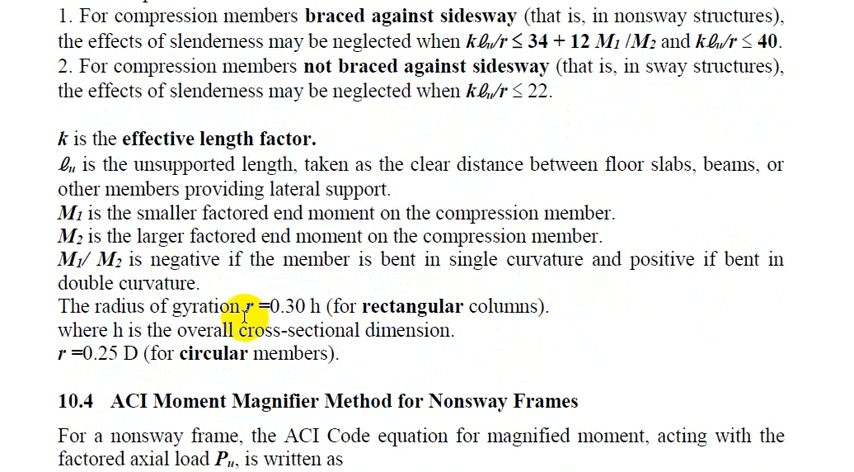 1. For compression members braced against sidesway (that is, in nonsway structures),
the effects of slenderness may be neglected when kℓu/r ≤ 34 + 12 M1 /M2 and kℓu/r ≤ 40.
2. For compression members not braced against sidesway (that is, in sway structures),
the effects of slenderness may be neglected when kℓu/r ≤ 22.
k is the effective length factor.
ℓu is the unsupported length, taken as the clear distance between floor slabs, beams, or
other members providing lateral support.
M1 is the smaller factored end moment on the compression member.
M2 is the larger factored end moment on the compression member.
M1/ M2 is negative if the member is bent in single curvature and positive if bent in
double curvature.
The radius of gyration r =0.30 h (for rectangular columns).
where h is the overall cross-sectional dimension.
r =0.25 D (for circular members).
10.4 ACI Moment Magnifier Method for Nonsway Frames
For a nonsway frame, the ACI Code equation for magnified moment, acting with the
factored axial load Pu, is written as